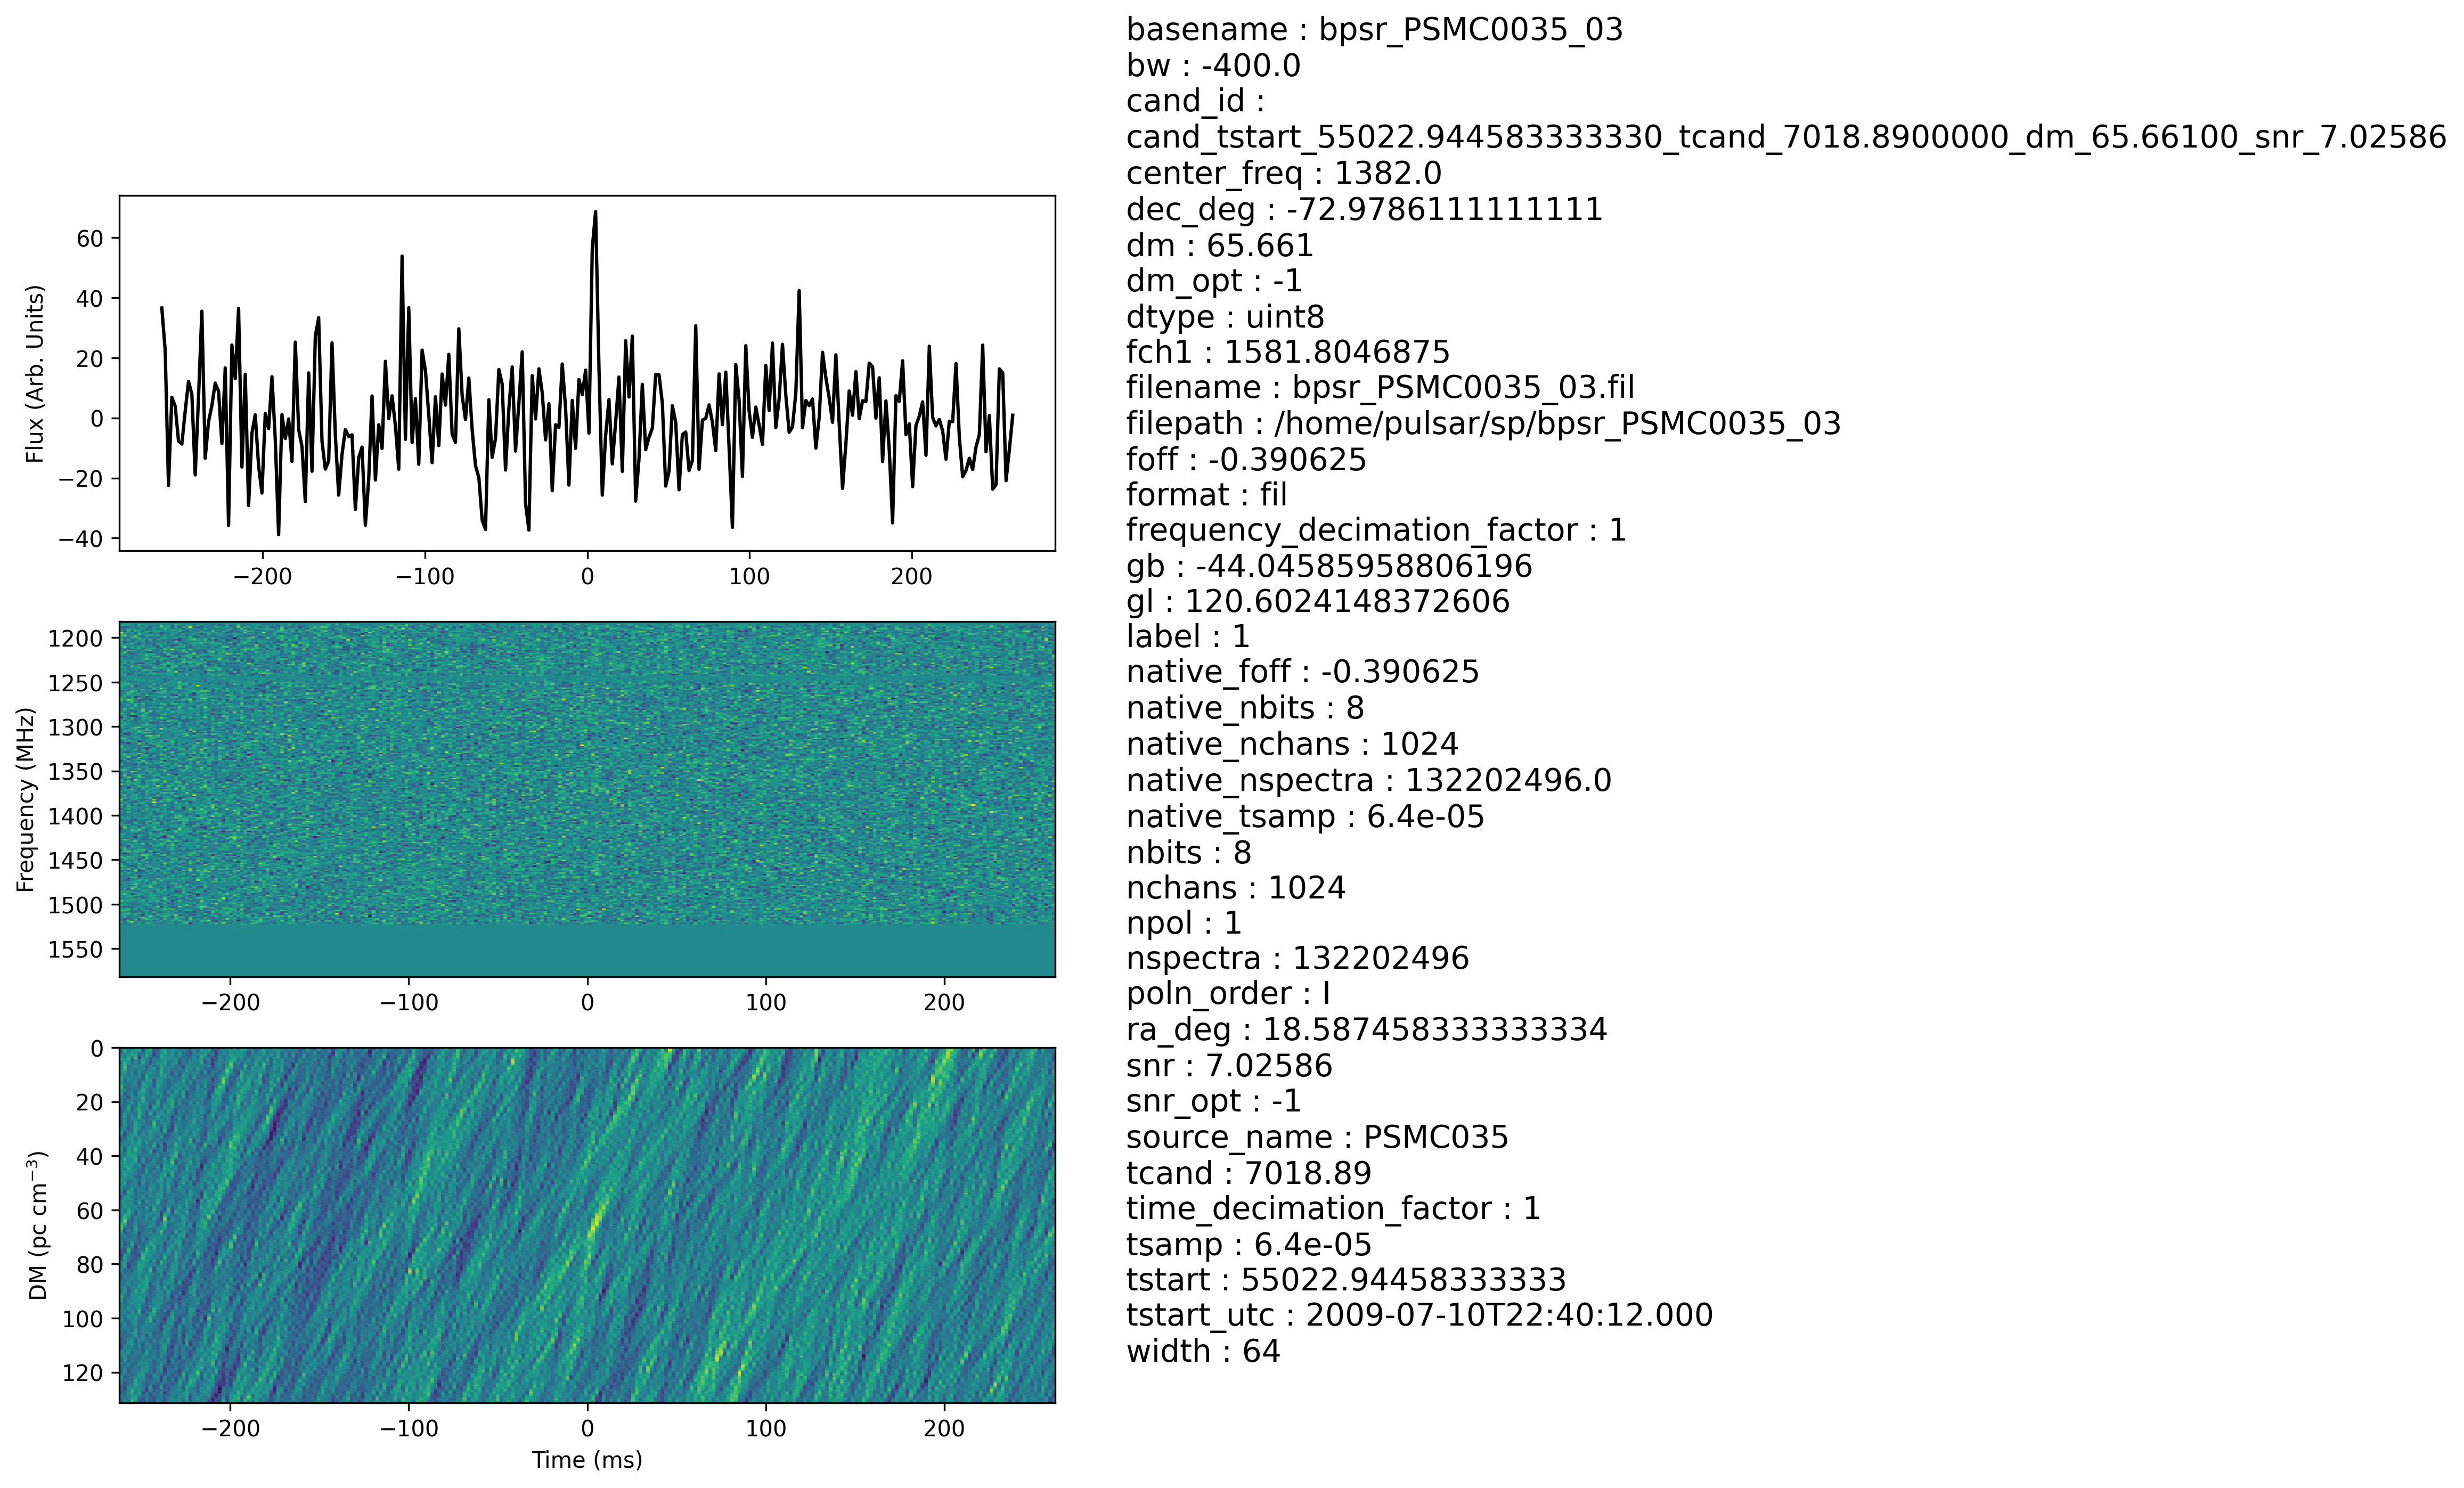 basename : bpsr_PSMC0035_03
bw : -400.0
cand_id :
cand_tstart_55022.944583333330_tcand_7018.8900000_dm_65.66100_snr_7.02586
center_freq : 1382.0
dec_deg : -72.9786111111111
dm : 65.661
dm_opt : -1
dtype : uint8
fch1 : 1581.8046875
filename : bpsr_PSMC0035_03.fil
filepath : /home/pulsar/sp/bpsr_PSMC0035_03
foff : -0.390625
format : fil
frequency_decimation_factor : 1
gb : -44.04585958806196
gl : 120.6024148372606
label : 1
native_foff : -0.390625
native_nbits : 8
native_nchans : 1024
native_nspectra : 132202496.0
native_tsamp : 6.4e-05
nbits : 8
nchans : 1024
npol : 1
nspectra : 132202496
poln_order : I
ra_deg : 18.587458333333334
snr : 7.02586
snr_opt : -1
source_name : PSMC035
tcand : 7018.89
time_decimation_factor : 1
tsamp : 6.4e-05
tstart : 55022.94458333333
tstart_utc : 2009-07-10T22:40:12.000
width : 64
Flux (Arb. Units)
60
40
20
0
−20
−40
−200 −100 0 100 200
Frequency (MHz)
1200
1250
1300
1350
1400
1450
1500
1550
−200 −100 0 100 200
DM (pc cm⁻³)
0
20
40
60
80
100
120
−200 −100 0 100 200
Time (ms)